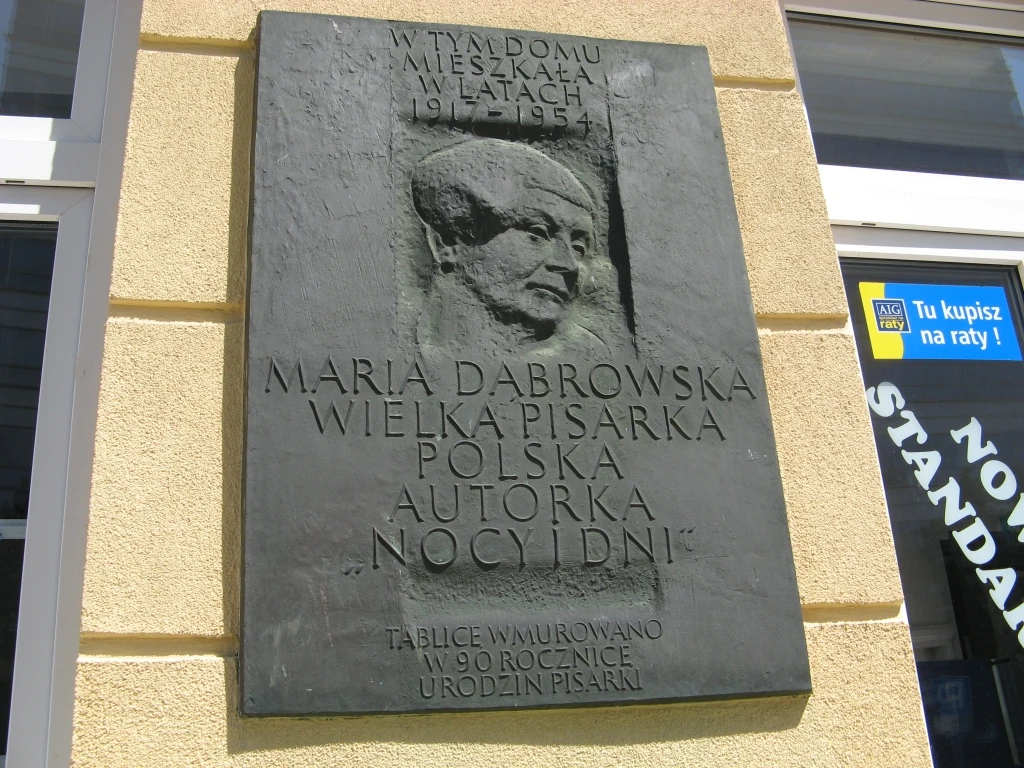 W TYM DOMU
MIESZKAŁA
W LATACH
1917-1954
MARIA DĄBROWSKA
WIELKA PISARKA
POLSKA
AUTORKA
„NOCY I DNI"
TABLICĘ WMUROWANO
W 90 ROCZNICĘ
URODZIN PISARKI
AIG
raty
Tu kupisz
na raty !